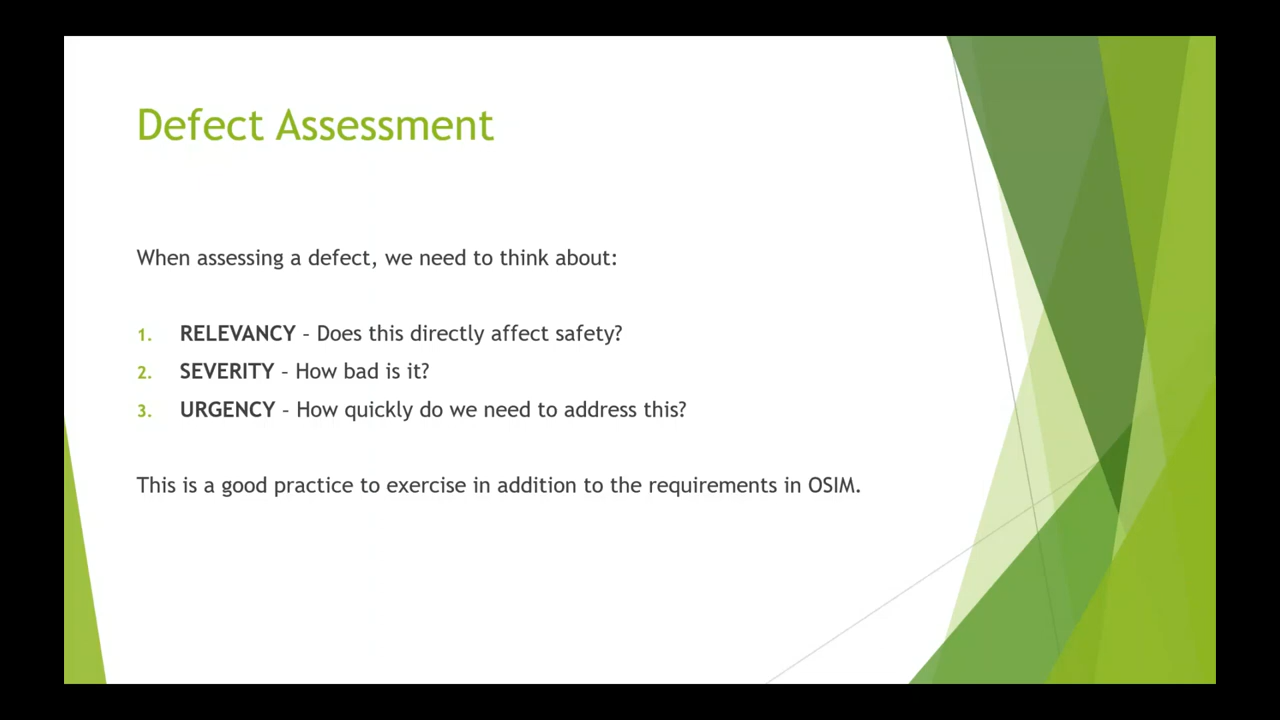 Defect Assessment
When assessing a defect, we need to think about:
1. RELEVANCY – Does this directly affect safety?
2. SEVERITY – How bad is it?
3. URGENCY – How quickly do we need to address this?
This is a good practice to exercise in addition to the requirements in OSIM.